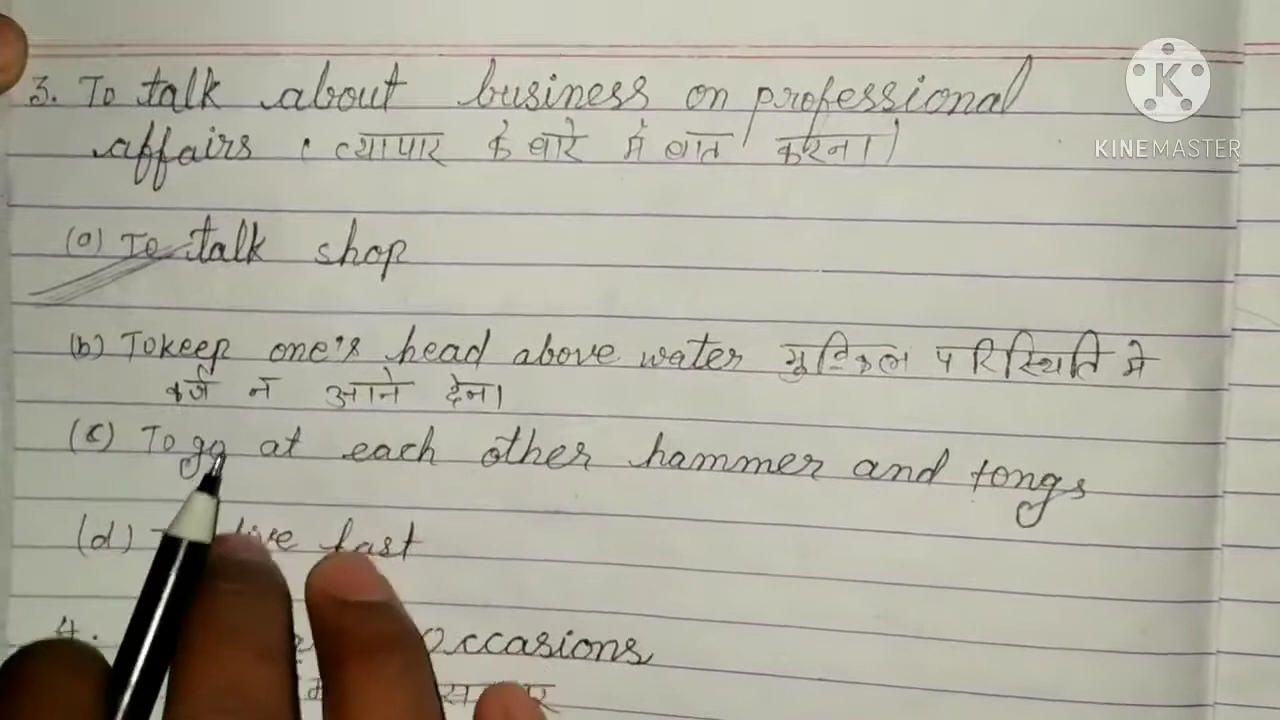 3. To talk about business on professional
affairs । व्यापार के बारे में बात करना।
(a) To talk shop
(b) To keep one's head above water मुश्किल परिस्थिति मे
कर्ज न आने देना।
(c) To go at each other hammer and tongs
(d) live fast
4. Occasions
K
KINEMASTER